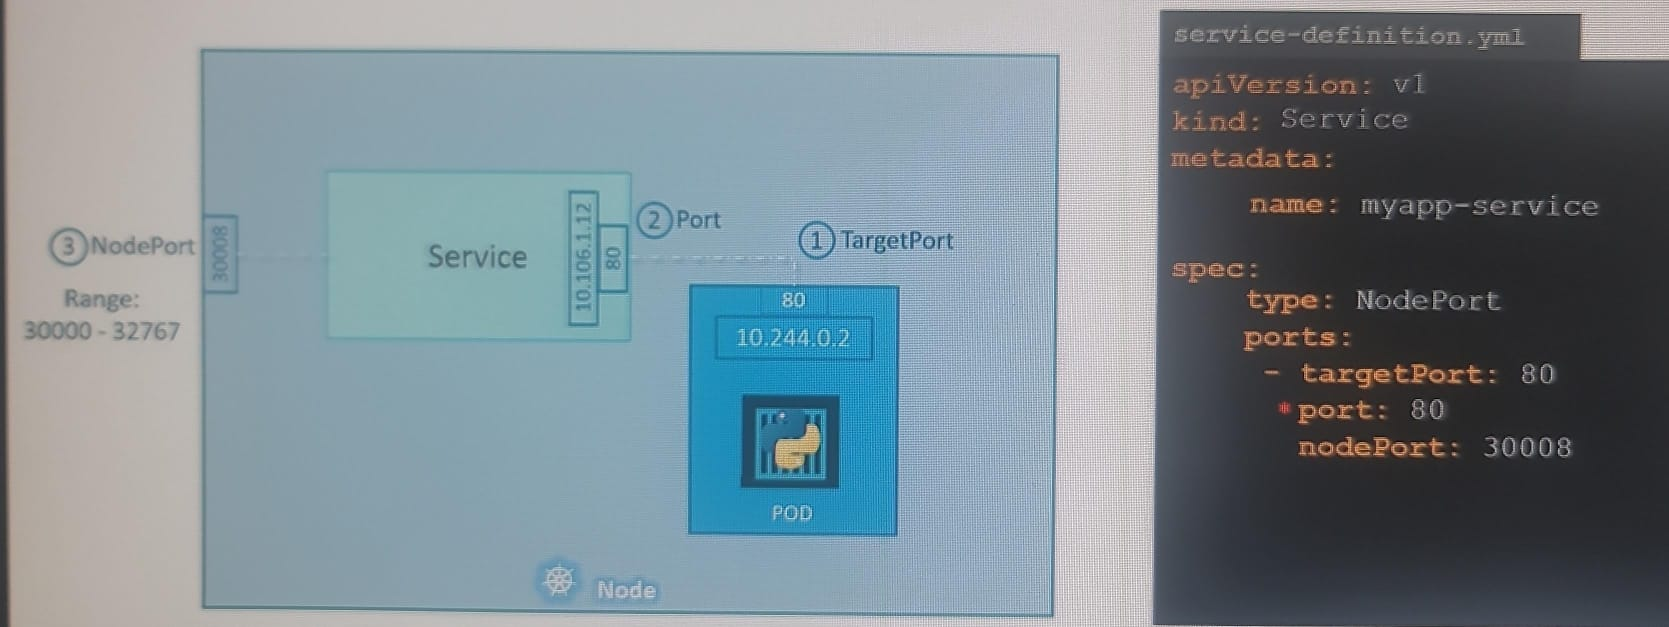 3 NodePort
Range:
30000 - 32767
30008
Service
10.106.1.12
80
2 Port
1 TargetPort
80
10.244.0.2
POD
Node
service-definition.yml
apiVersion: v1
kind: Service
metadata:
name: myapp-service
spec:
type: NodePort
ports:
- targetPort: 80
*port: 80
nodePort: 30008